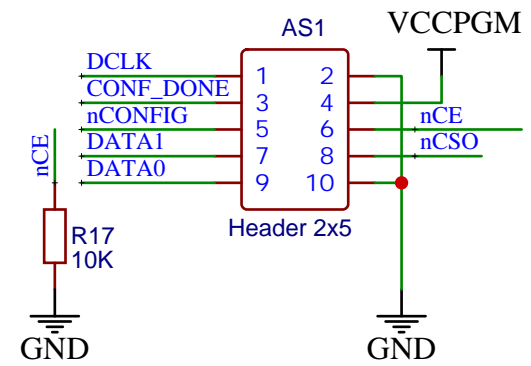 AS1
VCCPGM
DCLK
1
2
CONF_DONE
3
4
nCONFIG
5
6
nCE
DATA1
7
8
nCSO
DATA0
9
10
nCE
R17
10K
Header 2x5
GND
GND